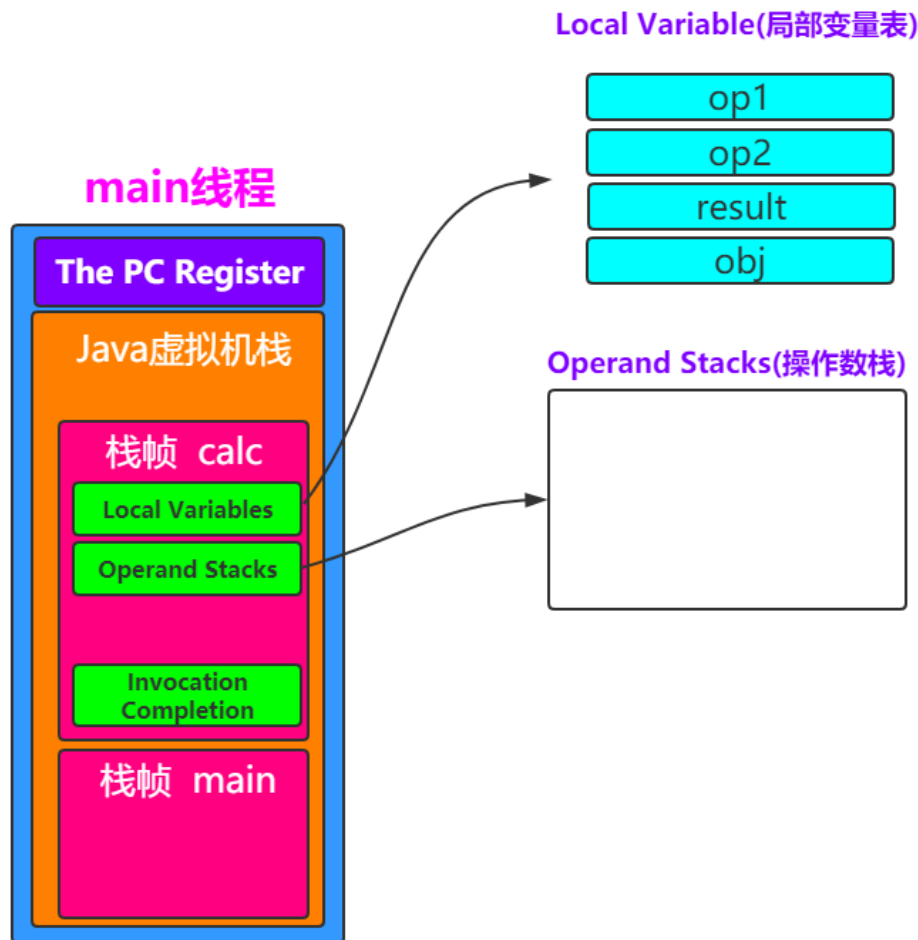 Local Variable(局部变量表)
op1
op2
result
obj
main线程
The PC Register
Java虚拟机栈
栈帧 calc
Local Variables
Operand Stacks
Invocation
Completion
栈帧 main
Operand Stacks(操作数栈)